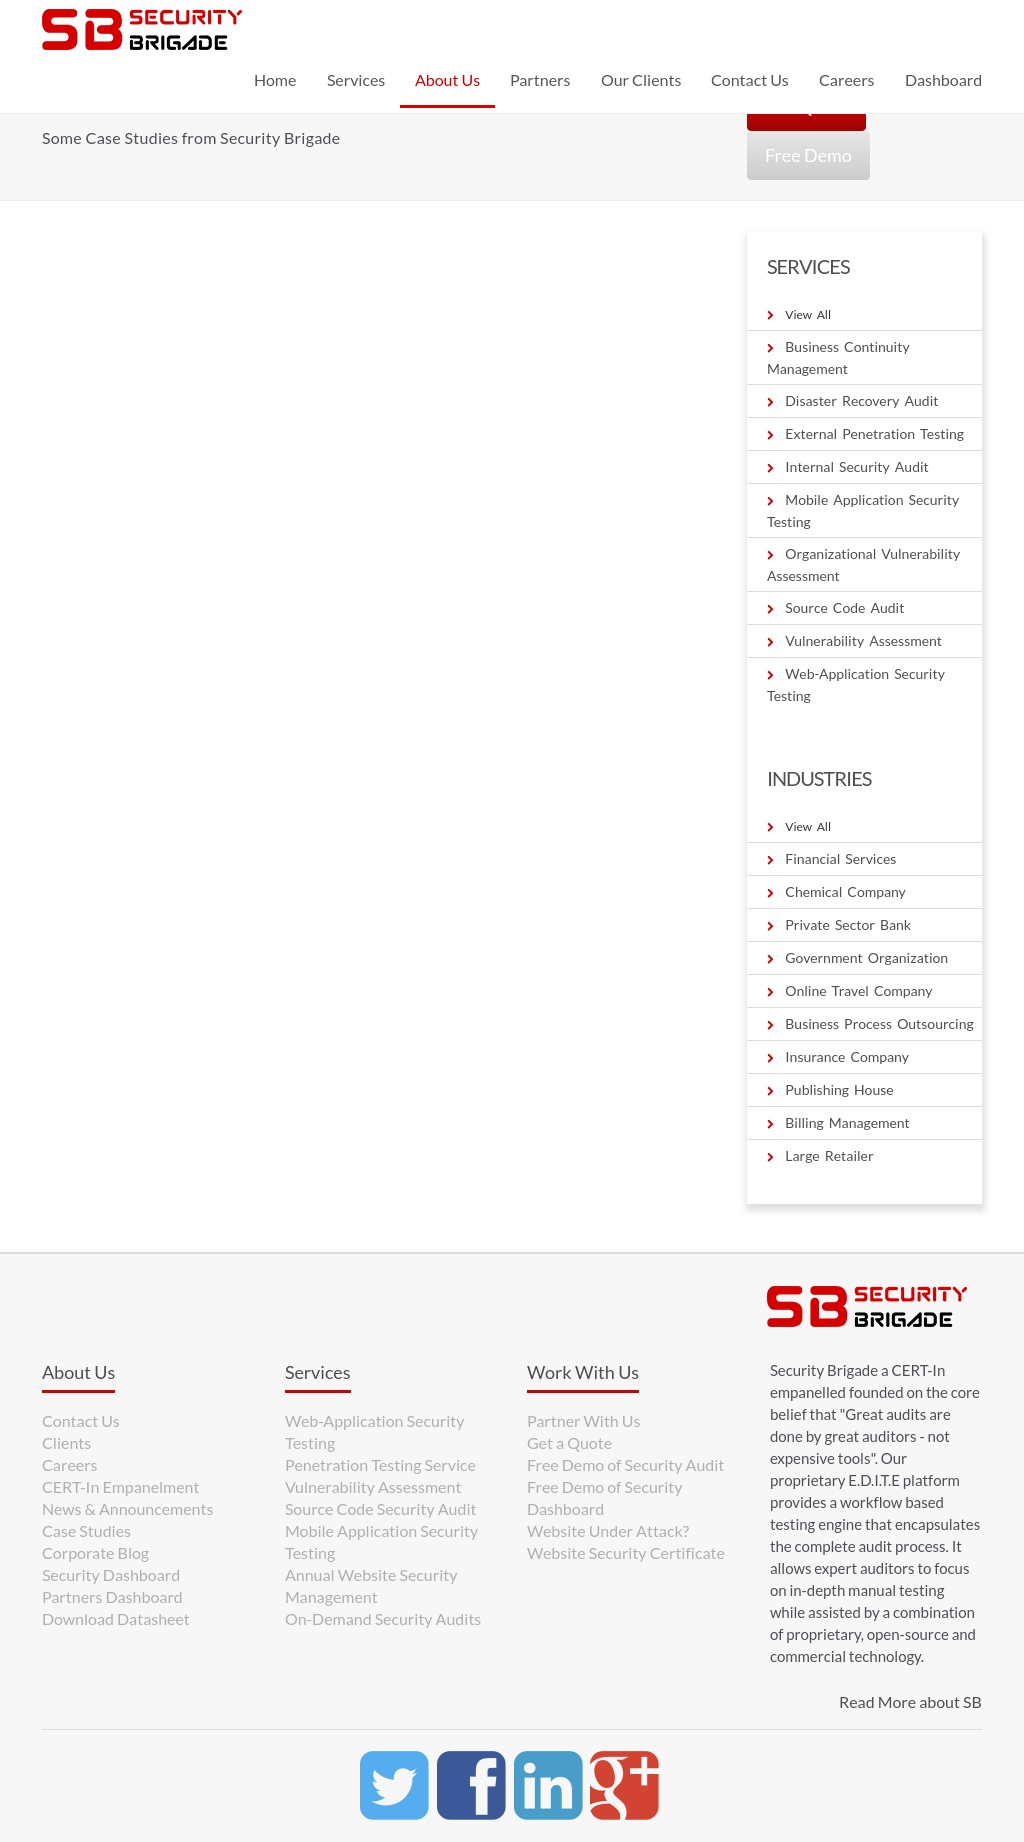 SB SECURITY
BRIGADE
Home Services About Us Partners Our Clients Contact Us Careers Dashboard
Some Case Studies from Security Brigade
Free Demo
SERVICES
View All
Business Continuity
Management
Disaster Recovery Audit
External Penetration Testing
Internal Security Audit
Mobile Application Security
Testing
Organizational Vulnerability
Assessment
Source Code Audit
Vulnerability Assessment
Web-Application Security
Testing
INDUSTRIES
View All
Financial Services
Chemical Company
Private Sector Bank
Government Organization
Online Travel Company
Business Process Outsourcing
Insurance Company
Publishing House
Billing Management
Large Retailer
About Us
Contact Us
Clients
Careers
CERT-In Empanelment
News & Announcements
Case Studies
Corporate Blog
Security Dashboard
Partners Dashboard
Download Datasheet
Services
Web-Application Security
Testing
Penetration Testing Service
Vulnerability Assessment
Source Code Security Audit
Mobile Application Security
Testing
Annual Website Security
Management
On-Demand Security Audits
Work With Us
Partner With Us
Get a Quote
Free Demo of Security Audit
Free Demo of Security
Dashboard
Website Under Attack?
Website Security Certificate
SB SECURITY
BRIGADE
Security Brigade a CERT-In
empanelled founded on the core
belief that "Great audits are
done by great auditors - not
expensive tools". Our
proprietary E.D.I.T.E platform
provides a workflow based
testing engine that encapsulates
the complete audit process. It
allows expert auditors to focus
on in-depth manual testing
while assisted by a combination
of proprietary, open-source and
commercial technology.
Read More about SB